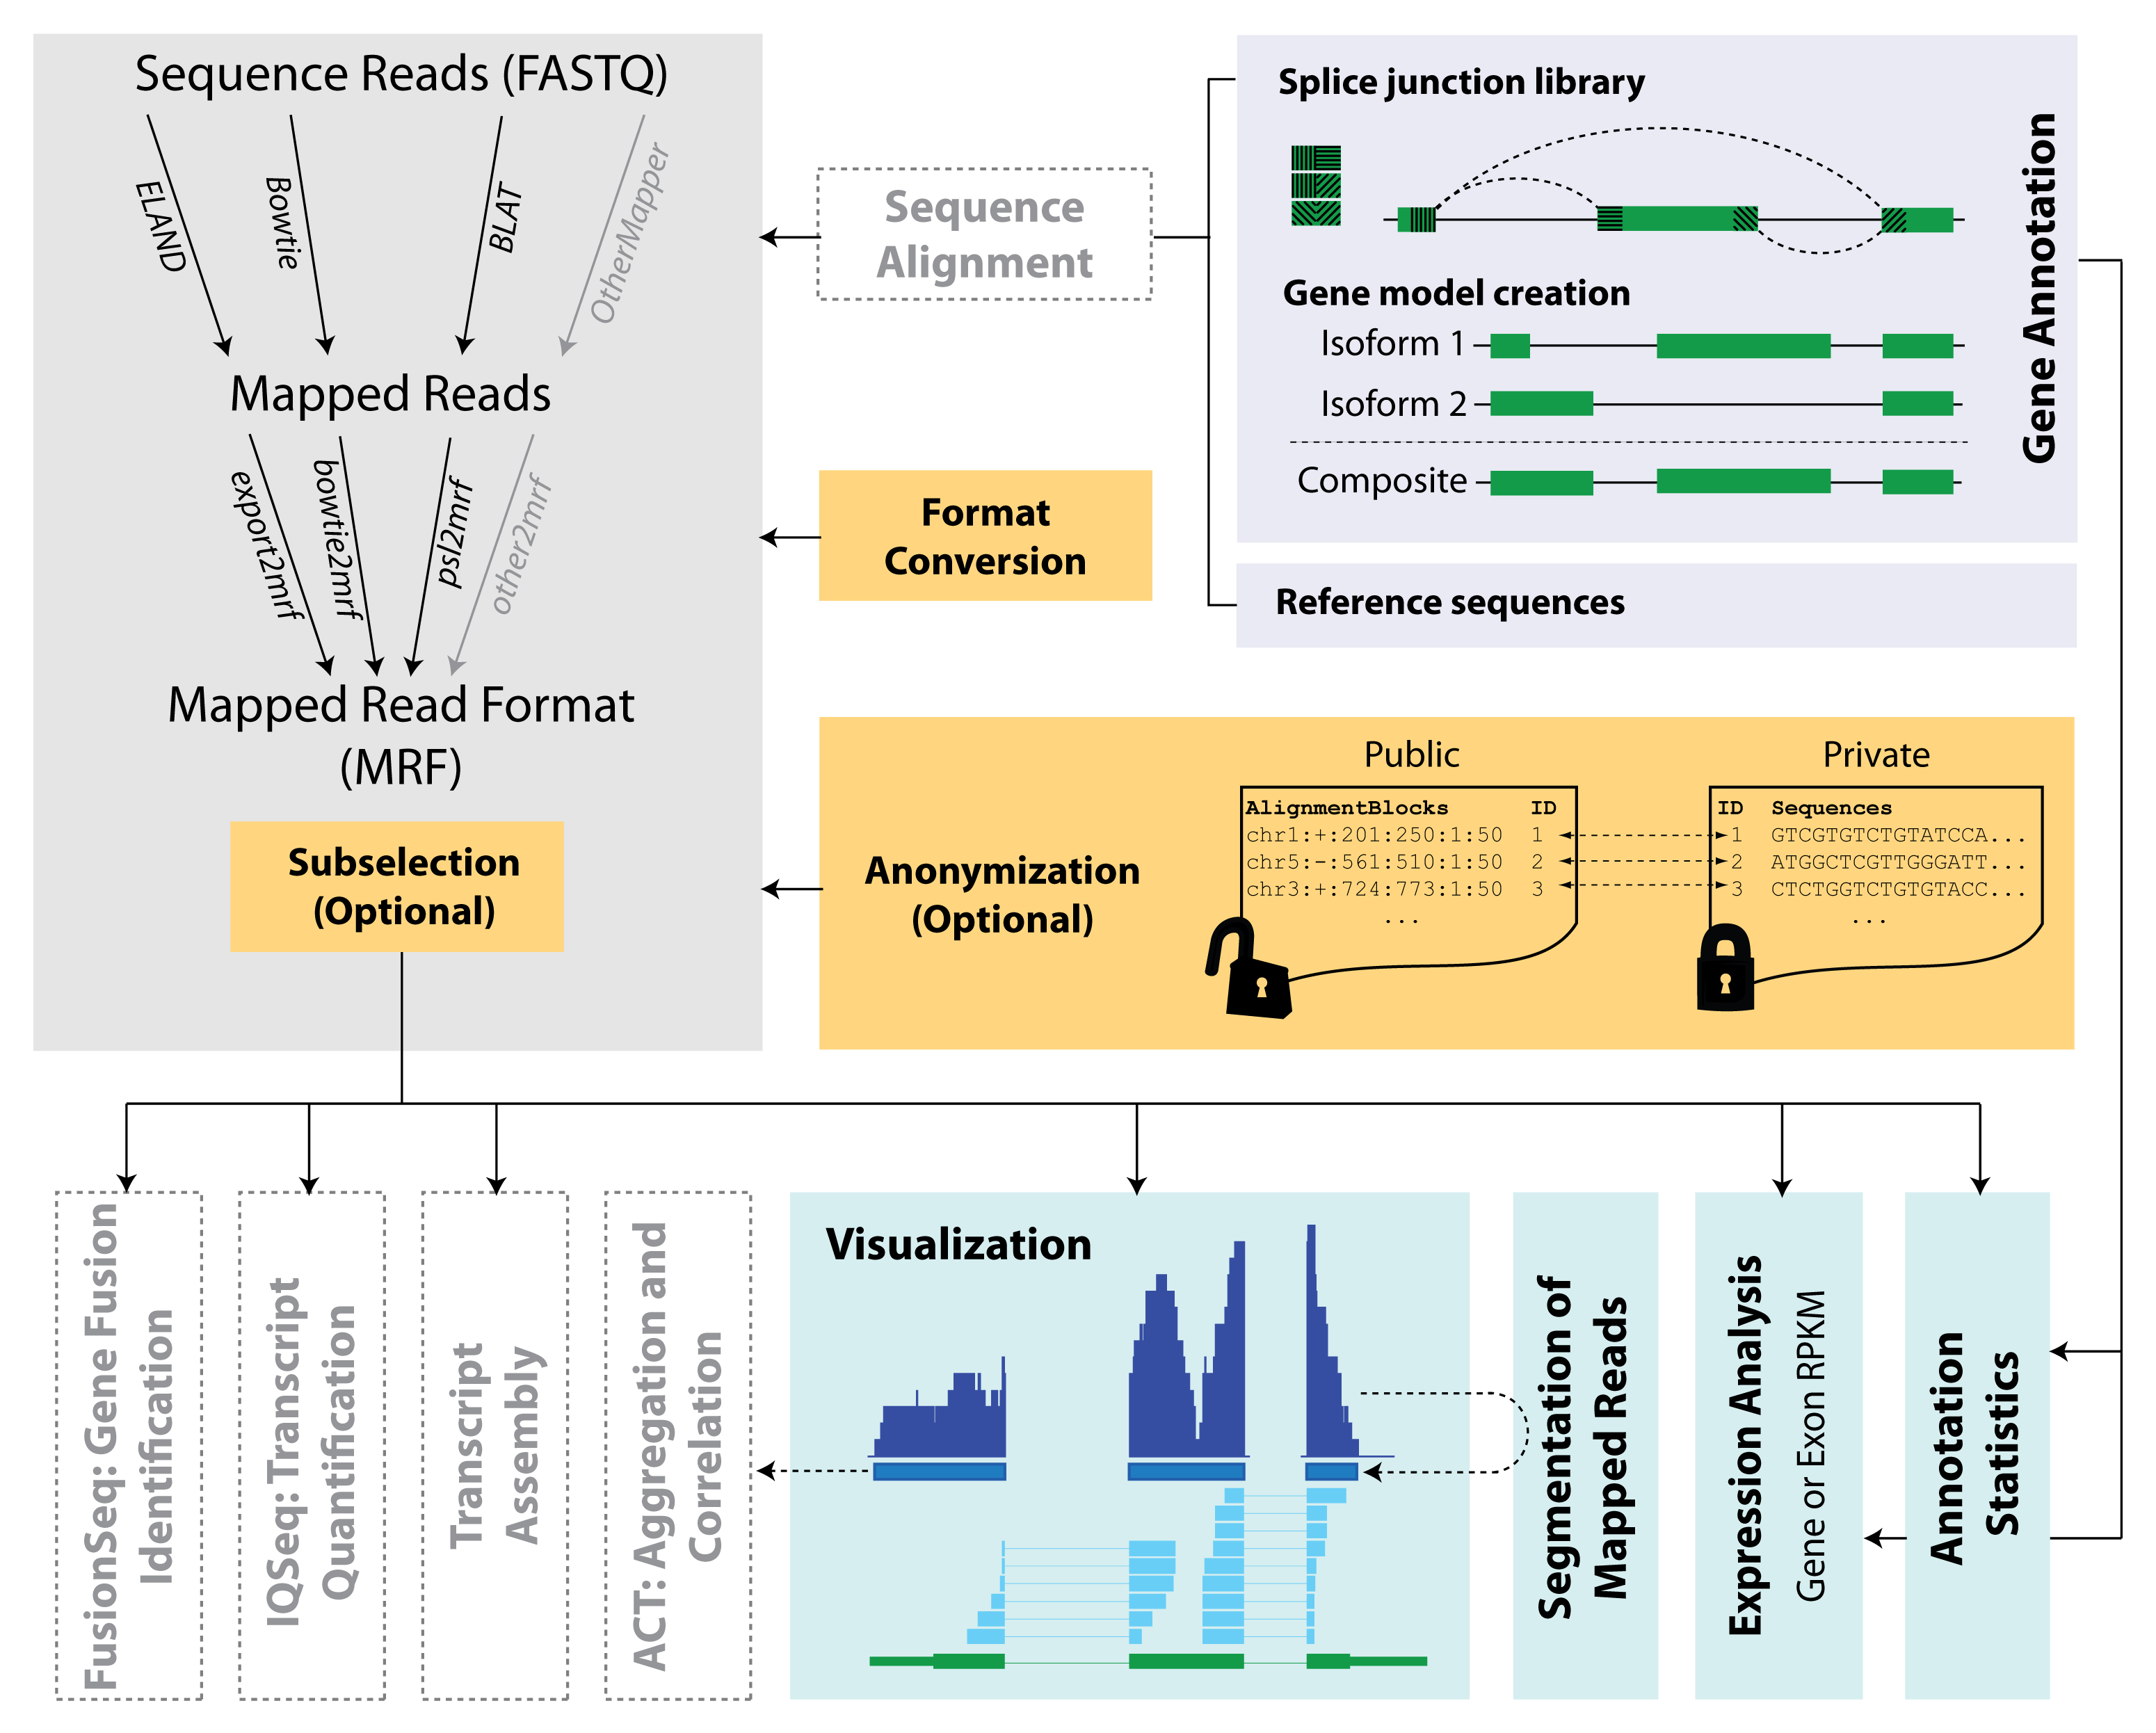 Sequence Reads (FASTQ)
ELAND
Bowtie
BLAT
OtherMapper
Mapped Reads
export2mrf
bowtie2mrf
psl2mrf
other2mrf
Mapped Read Format
(MRF)
Subselection
(Optional)
Sequence
Alignment
Format
Conversion
Splice junction library
Gene model creation
Isoform 1
Isoform 2
Composite
Gene Annotation
Reference sequences
Anonymization
(Optional)
Public
AlignmentBlocks ID
chr1:+:201:250:1:50 1
chr5:-:561:510:1:50 2
chr3:+:724:773:1:50 3
...
Private
ID Sequences
1 GTCGTGTCTGTATCCA...
2 ATGGCTCGTTGGGATT...
3 CTCTGGTCTGTGTACC...
...
FusionSeq: Gene Fusion
Identification
IQSeq: Transcript
Quantification
Transcript
Assembly
ACT: Aggregation and
Correlation
Visualization
Segmentation of
Mapped Reads
Expression Analysis
Gene or Exon RPKM
Annotation
Statistics